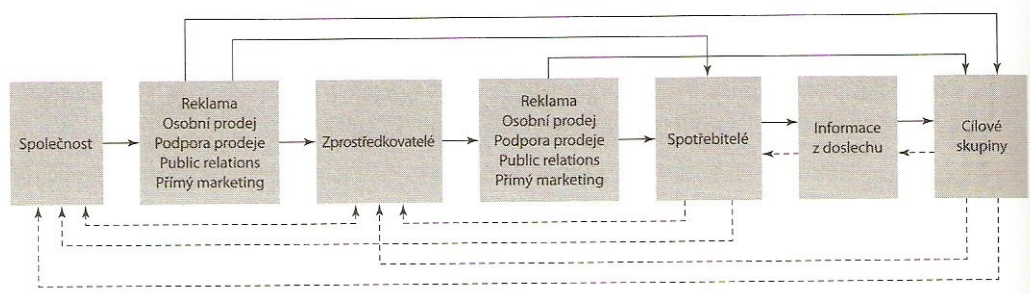 Společnost
Reklama
Osobní prodej
Podpora prodeje
Public relations
Přímý marketing
Zprostředkovatelé
Reklama
Osobní prodej
Podpora prodeje
Public relations
Přímý marketing
Spotřebitelé
Informace
z doslechu
Cílové
skupiny